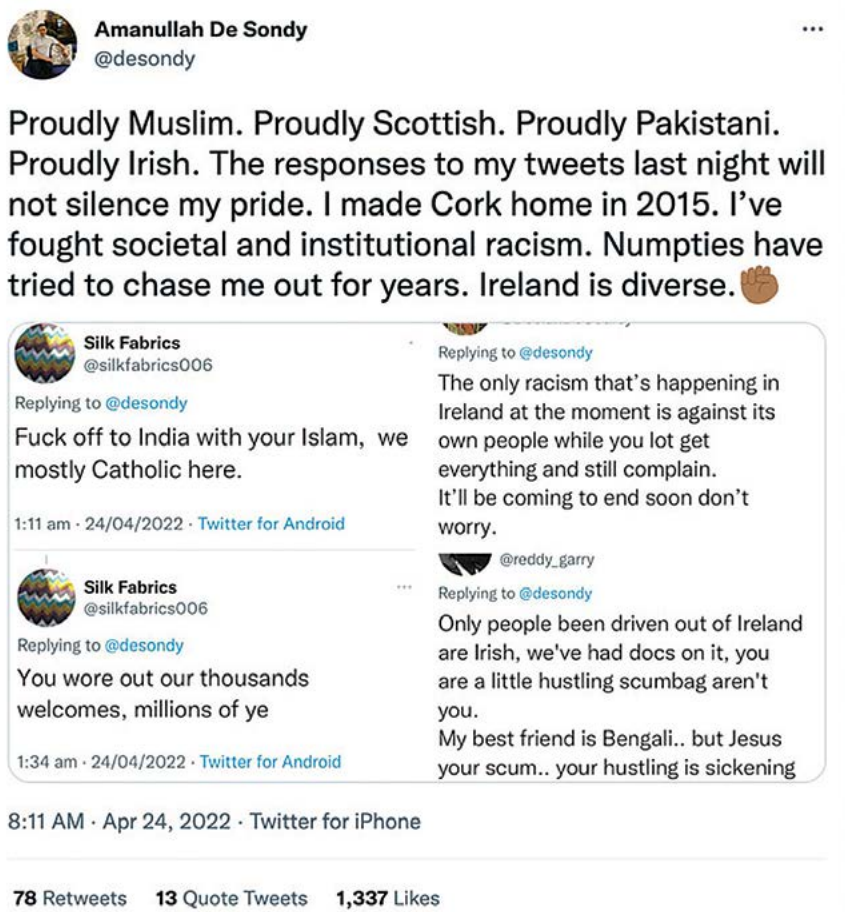 Amanullah De Sondy
@desondy
Proudly Muslim. Proudly Scottish. Proudly Pakistani.
Proudly Irish. The responses to my tweets last night will
not silence my pride. I made Cork home in 2015. I’ve
fought societal and institutional racism. Numpties have
tried to chase me out for years. Ireland is diverse.✊🏾
Silk Fabrics
@silkfabrics006
Replying to @desondy
Fuck off to India with your Islam, we
mostly Catholic here.
1:11 am · 24/04/2022 · Twitter for Android
Silk Fabrics
@silkfabrics006
Replying to @desondy
You wore out our thousands
welcomes, millions of ye
1:34 am · 24/04/2022 · Twitter for Android
Replying to @desondy
The only racism that’s happening in
Ireland at the moment is against its
own people while you lot get
everything and still complain.
It’ll be coming to end soon don’t
worry.
@reddy_garry
Replying to @desondy
Only people been driven out of Ireland
are Irish, we've had docs on it, you
are a little hustling scumbag aren't
you.
My best friend is Bengali.. but Jesus
your scum.. your hustling is sickening
8:11 AM · Apr 24, 2022 · Twitter for iPhone
78 Retweets 13 Quote Tweets 1,337 Likes